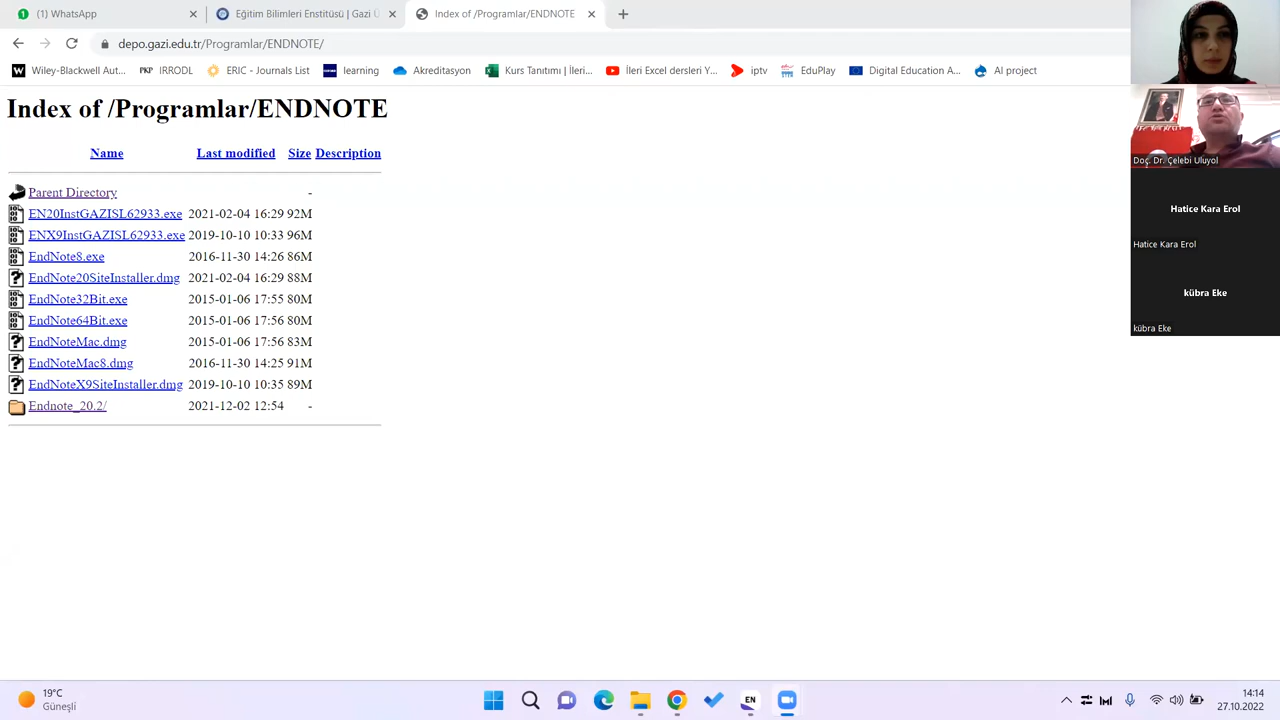 (1) WhatsApp
Eğitim Bilimleri Enstitüsü | Gazi Ü
Index of /Programlar/ENDNOTE
depo.gazi.edu.tr/Programlar/ENDNOTE/
Wiley-Blackwell Aut...
PKP IRRODL
ERIC - Journals List
learning
Akreditasyon
Kurs Tanıtımı | İleri...
İleri Excel dersleri Y...
iptv
EduPlay
Digital Education A...
AI project
Index of /Programlar/ENDNOTE
Name Last modified Size Description
Parent Directory -
EN20InstGAZISL62933.exe 2021-02-04 16:29 92M
ENX9InstGAZISL62933.exe 2019-10-10 10:33 96M
EndNote8.exe 2016-11-30 14:26 86M
EndNote20SiteInstaller.dmg 2021-02-04 16:29 88M
EndNote32Bit.exe 2015-01-06 17:55 80M
EndNote64Bit.exe 2015-01-06 17:56 80M
EndNoteMac.dmg 2015-01-06 17:56 83M
EndNoteMac8.dmg 2016-11-30 14:25 91M
EndNoteX9SiteInstaller.dmg 2019-10-10 10:35 89M
Endnote_20.2/ 2021-12-02 12:54 -
Doç. Dr. Çelebi Uluyol
Hatice Kara Erol
Hatice Kara Erol
kübra Eke
kübra Eke
19°C
Güneşli
EN
14:14
27.10.2022